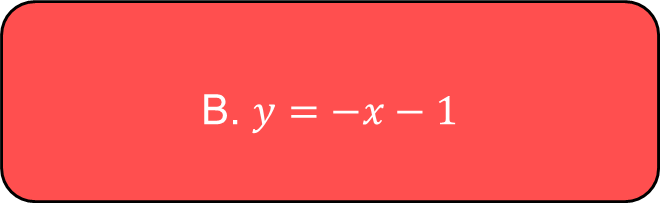 B. 𝑦 = −𝑥 − 1